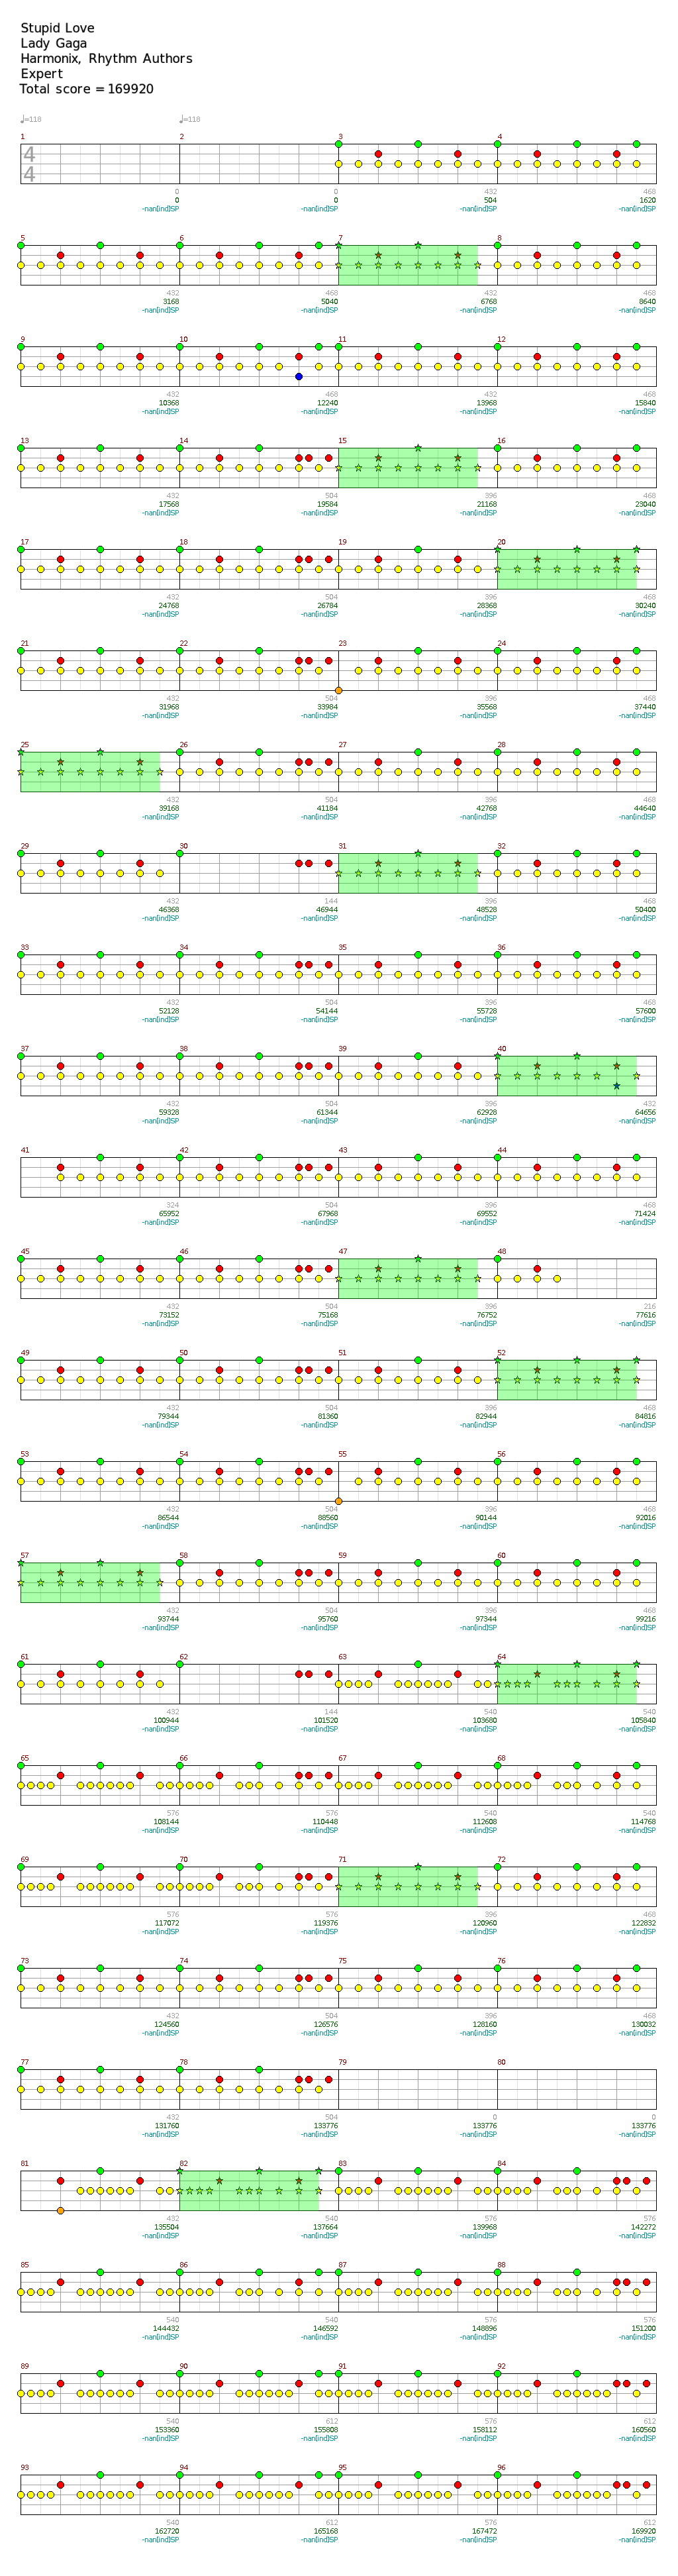 Stupid Love
Lady Gaga
Harmonix, Rhythm Authors
Expert
Total score = 169920
♩=118 ♩=118
1 2 3 4
4
4
0 0 432 468
0 0 504 1620
-nan[ind]SP -nan[ind]SP -nan[ind]SP -nan[ind]SP
5 6 7 8
432 468 432 468
3168 5040 6768 8640
-nan[ind]SP -nan[ind]SP -nan[ind]SP -nan[ind]SP
9 10 11 12
432 468 432 468
10368 12240 13968 15840
-nan[ind]SP -nan[ind]SP -nan[ind]SP -nan[ind]SP
13 14 15 16
432 504 396 468
17568 19584 21168 23040
-nan[ind]SP -nan[ind]SP -nan[ind]SP -nan[ind]SP
17 18 19 20
432 504 396 468
24768 26784 28368 30240
-nan[ind]SP -nan[ind]SP -nan[ind]SP -nan[ind]SP
21 22 23 24
432 504 396 468
31968 33984 35568 37440
-nan[ind]SP -nan[ind]SP -nan[ind]SP -nan[ind]SP
25 26 27 28
432 504 396 468
39168 41184 42768 44640
-nan[ind]SP -nan[ind]SP -nan[ind]SP -nan[ind]SP
29 30 31 32
432 144 396 468
46368 46944 48528 50400
-nan[ind]SP -nan[ind]SP -nan[ind]SP -nan[ind]SP
33 34 35 36
432 504 396 468
52128 54144 55728 57600
-nan[ind]SP -nan[ind]SP -nan[ind]SP -nan[ind]SP
37 38 39 40
432 504 396 432
59328 61344 62928 64656
-nan[ind]SP -nan[ind]SP -nan[ind]SP -nan[ind]SP
41 42 43 44
324 504 396 468
65952 67968 69552 71424
-nan[ind]SP -nan[ind]SP -nan[ind]SP -nan[ind]SP
45 46 47 48
432 504 396 216
73152 75168 76752 77616
-nan[ind]SP -nan[ind]SP -nan[ind]SP -nan[ind]SP
49 50 51 52
432 504 396 468
79344 81360 82944 84816
-nan[ind]SP -nan[ind]SP -nan[ind]SP -nan[ind]SP
53 54 55 56
432 504 396 468
86544 88560 90144 92016
-nan[ind]SP -nan[ind]SP -nan[ind]SP -nan[ind]SP
57 58 59 60
432 504 396 468
93744 95760 97344 99216
-nan[ind]SP -nan[ind]SP -nan[ind]SP -nan[ind]SP
61 62 63 64
432 144 540 540
100944 101520 103680 105840
-nan[ind]SP -nan[ind]SP -nan[ind]SP -nan[ind]SP
65 66 67 68
576 576 540 540
108144 110448 112608 114768
-nan[ind]SP -nan[ind]SP -nan[ind]SP -nan[ind]SP
69 70 71 72
576 576 396 468
117072 119376 120960 122832
-nan[ind]SP -nan[ind]SP -nan[ind]SP -nan[ind]SP
73 74 75 76
432 504 396 468
124560 126576 128160 130032
-nan[ind]SP -nan[ind]SP -nan[ind]SP -nan[ind]SP
77 78 79 80
432 504 0 0
131760 133776 133776 133776
-nan[ind]SP -nan[ind]SP -nan[ind]SP -nan[ind]SP
81 82 83 84
432 540 576 576
135504 137664 139968 142272
-nan[ind]SP -nan[ind]SP -nan[ind]SP -nan[ind]SP
85 86 87 88
540 540 576 576
144432 146592 148896 151200
-nan[ind]SP -nan[ind]SP -nan[ind]SP -nan[ind]SP
89 90 91 92
540 612 576 612
153360 155808 158112 160560
-nan[ind]SP -nan[ind]SP -nan[ind]SP -nan[ind]SP
93 94 95 96
540 612 576 612
162720 165168 167472 169920
-nan[ind]SP -nan[ind]SP -nan[ind]SP -nan[ind]SP